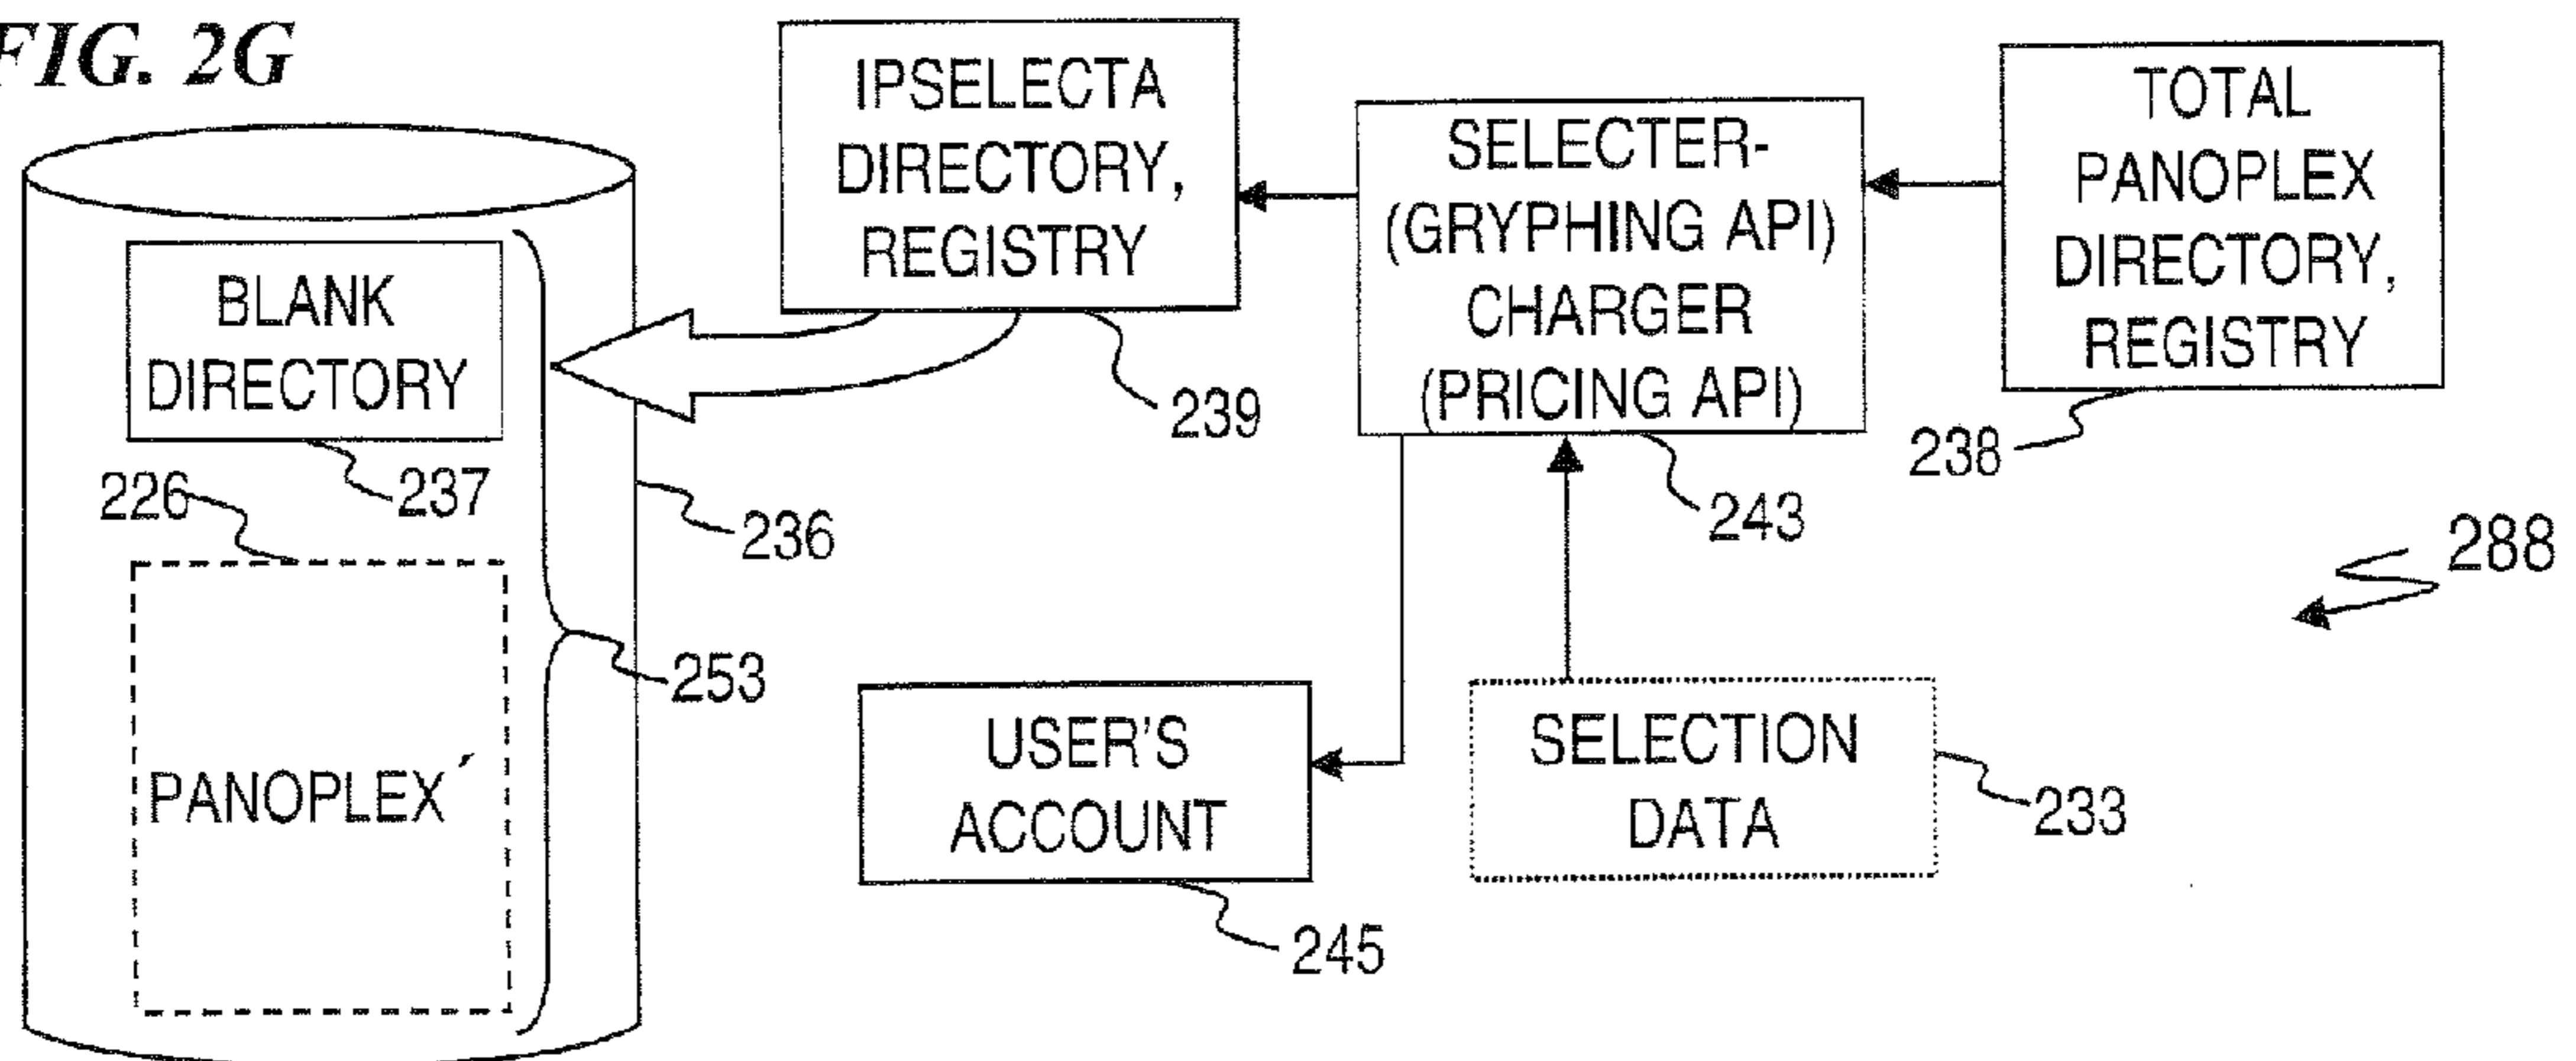 FIG. 2G
BLANK
DIRECTORY
237
226
PANOPLEX´
236
253
IPSELECTA
DIRECTORY,
REGISTRY
239
SELECTER-
(GRYPHING API)
CHARGER
(PRICING API)
243
TOTAL
PANOPLEX
DIRECTORY,
REGISTRY
238
288
USER'S
ACCOUNT
245
SELECTION
DATA
233